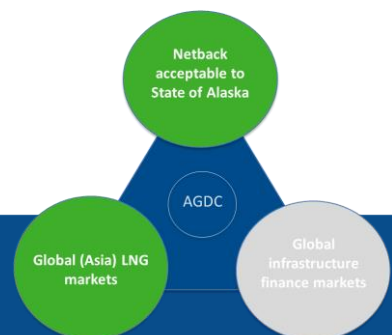 Netback
acceptable to
State of Alaska
AGDC
Global (Asia) LNG
markets
Global
infrastructure
finance markets